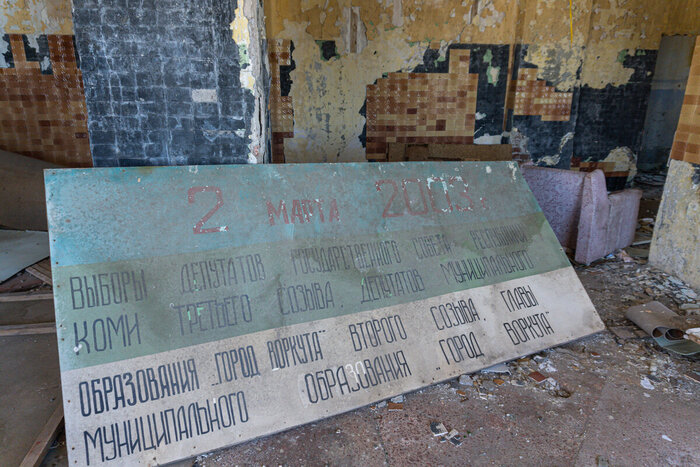 2 МАРТА 2003г.
ВЫБОРЫ ДЕПУТАТОВ ГОСУДАРСТВЕННОГО СОВЕТА РЕСПУБЛИКИ
КОМИ ТРЕТЬЕГО СОЗЫВА, ДЕПУТАТОВ МУНИЦИПАЛЬНОГО
ОБРАЗОВАНИЯ „ГОРОД ВОРКУТА" ВТОРОГО СОЗЫВА, ГЛАВЫ
МУНИЦИПАЛЬНОГО ОБРАЗОВАНИЯ „ГОРОД ВОРКУТА"